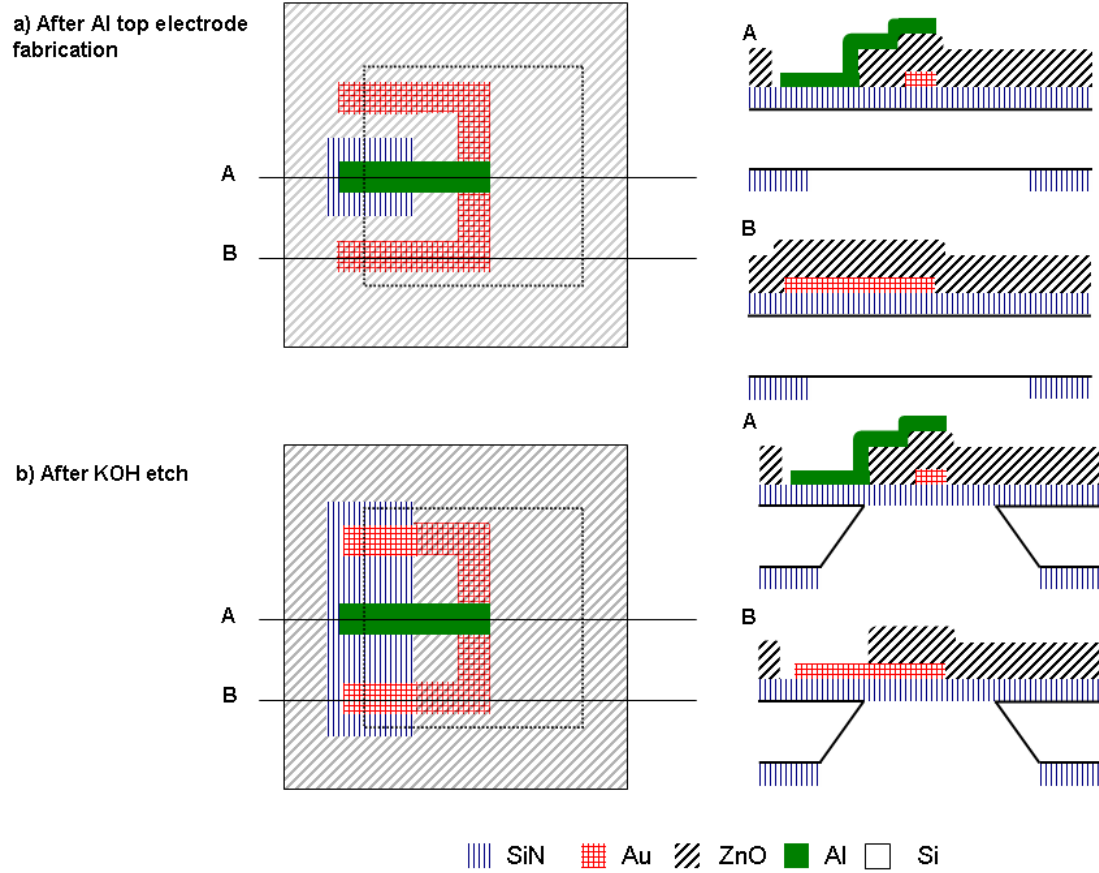 a) After Al top electrode
fabrication
A
B
A
B
b) After KOH etch
A
B
A
B
SiN Au ZnO Al Si